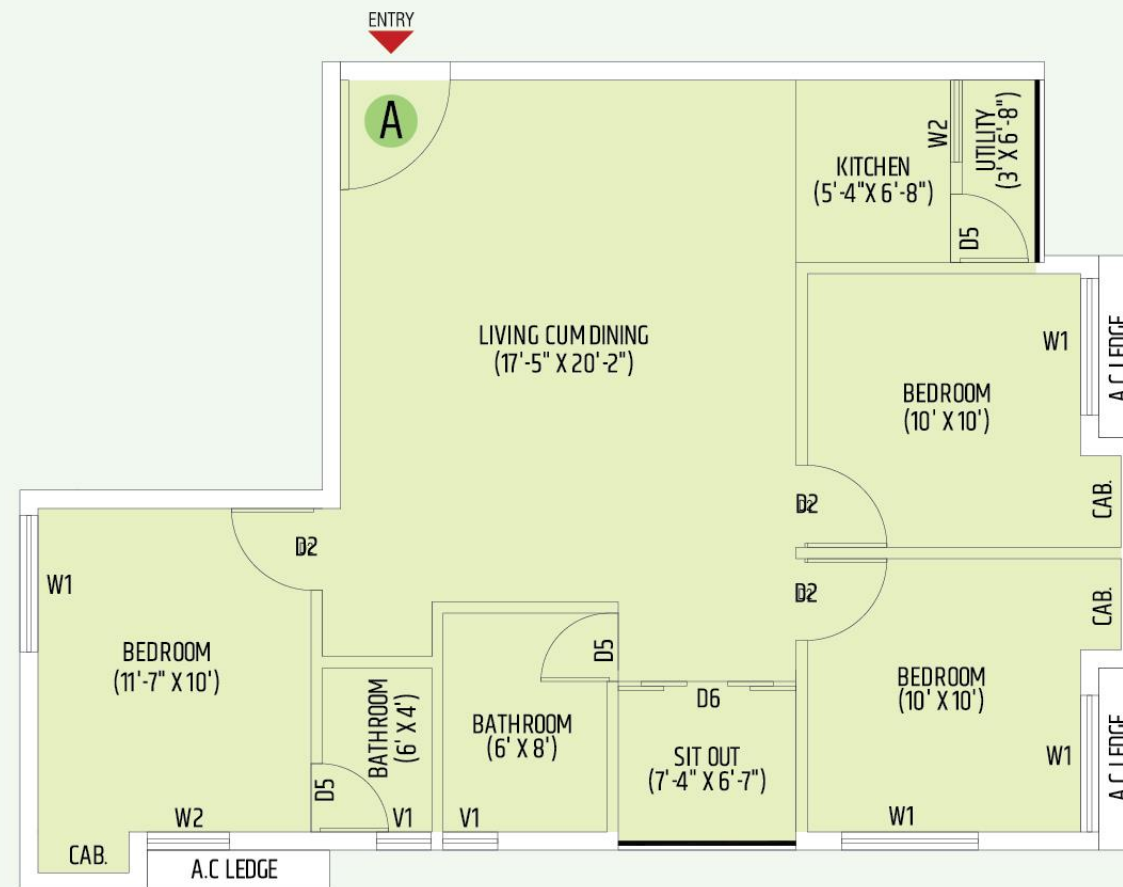 ENTRY
A
W2
UTILITY
(3' X 6'-8")
KITCHEN
(5'-4"X 6'-8")
D5
LIVING CUM DINING
(17'-5" X 20'-2")
W1
A.C LEDGE
BEDROOM
(10' X 10')
CAB.
D2
D2
W1
D2
CAB.
BEDROOM
(11'-7" X 10')
D5
BEDROOM
(10' X 10')
BATHROOM
(6' X 4')
BATHROOM
(6' X 8')
D6
SIT OUT
(7'-4" X 6'-7")
A.C LEDGE
W1
D5
W2
V1
V1
W1
CAB.
A.C LEDGE